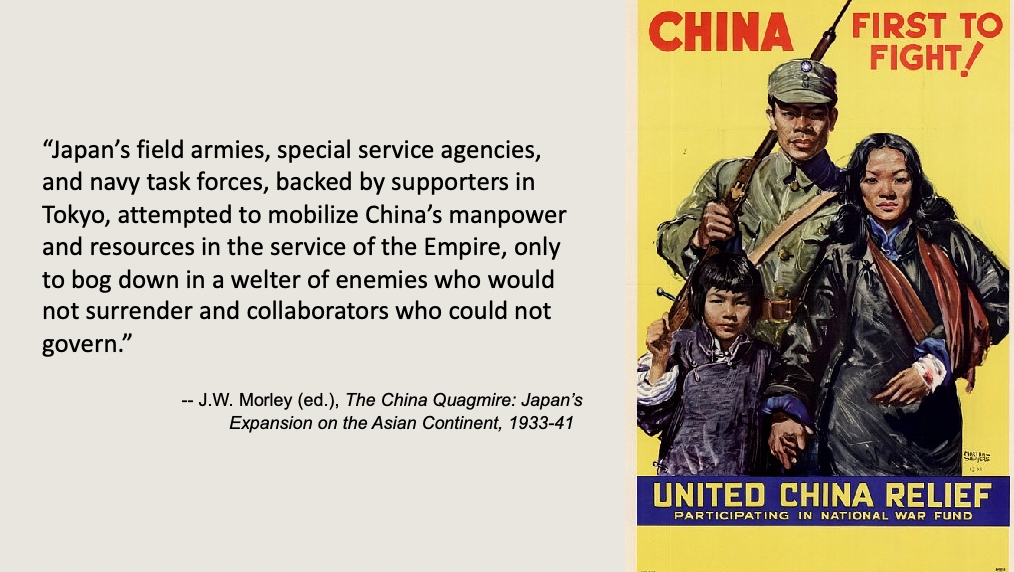 “Japan’s field armies, special service agencies,
and navy task forces, backed by supporters in
Tokyo, attempted to mobilize China’s manpower
and resources in the service of the Empire, only
to bog down in a welter of enemies who would
not surrender and collaborators who could not
govern.”
-- J.W. Morley (ed.), The China Quagmire: Japan’s
Expansion on the Asian Continent, 1933-41
CHINA
FIRST TO
FIGHT!
UNITED CHINA RELIEF
PARTICIPATING IN NATIONAL WAR FUND